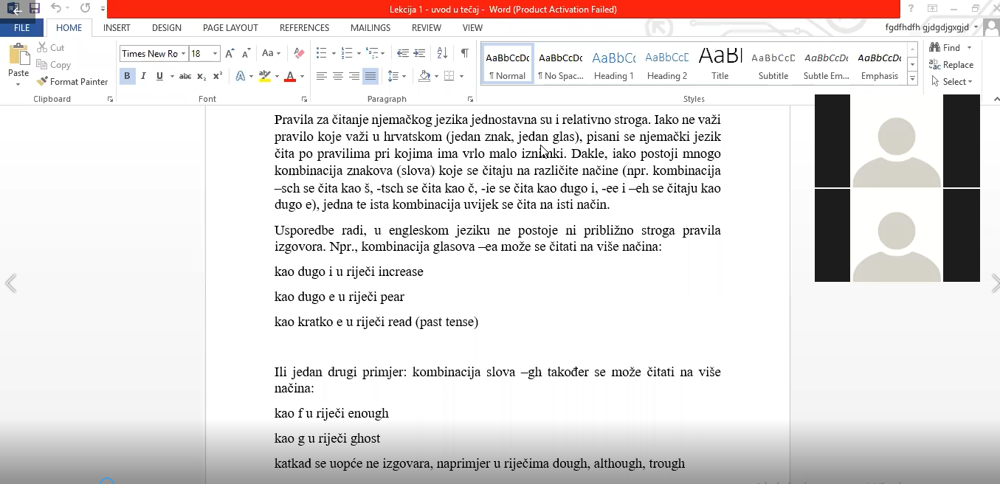 Lekcija 1 - uvod u tečaj - Word (Product Activation Failed)
FILE HOME INSERT DESIGN PAGE LAYOUT REFERENCES MAILINGS REVIEW VIEW
fgdfhdfh gjdgdjgxgjd
Paste
Cut
Copy
Format Painter
Clipboard
Times New Ro 18
Aa
B I U abc x₂ x² A ab A
Font
Paragraph
AaBbCcDc AaBbCcDc AaBbCc AaBbCcD AaBl AaBbCcD AaBbCcDc AaBbCcDc
¶ Normal ¶ No Spac... Heading 1 Heading 2 Title Subtitle Subtle Em... Emphasis
Styles
Find
Replace
Select
Pravila za čitanje njemačkog jezika jednostavna su i relativno stroga. Iako ne važi
pravilo koje važi u hrvatskom (jedan znak, jedan glas), pisani se njemački jezik
čita po pravilima pri kojima ima vrlo malo iznimki. Dakle, iako postoji mnogo
kombinacija znakova (slova) koje se čitaju na različite načine (npr. kombinacija
–sch se čita kao š, -tsch se čita kao č, -ie se čita kao dugo i, -ee i –eh se čitaju kao
dugo e), jedna te ista kombinacija uvijek se čita na isti način.
Usporedbe radi, u engleskom jeziku ne postoje ni približno stroga pravila
izgovora. Npr., kombinacija glasova –ea može se čitati na više načina:
kao dugo i u riječi increase
kao dugo e u riječi pear
kao kratko e u riječi read (past tense)
Ili jedan drugi primjer: kombinacija slova –gh također se može čitati na više
načina:
kao f u riječi enough
kao g u riječi ghost
katkad se uopće ne izgovara, naprimjer u riječima dough, although, trough